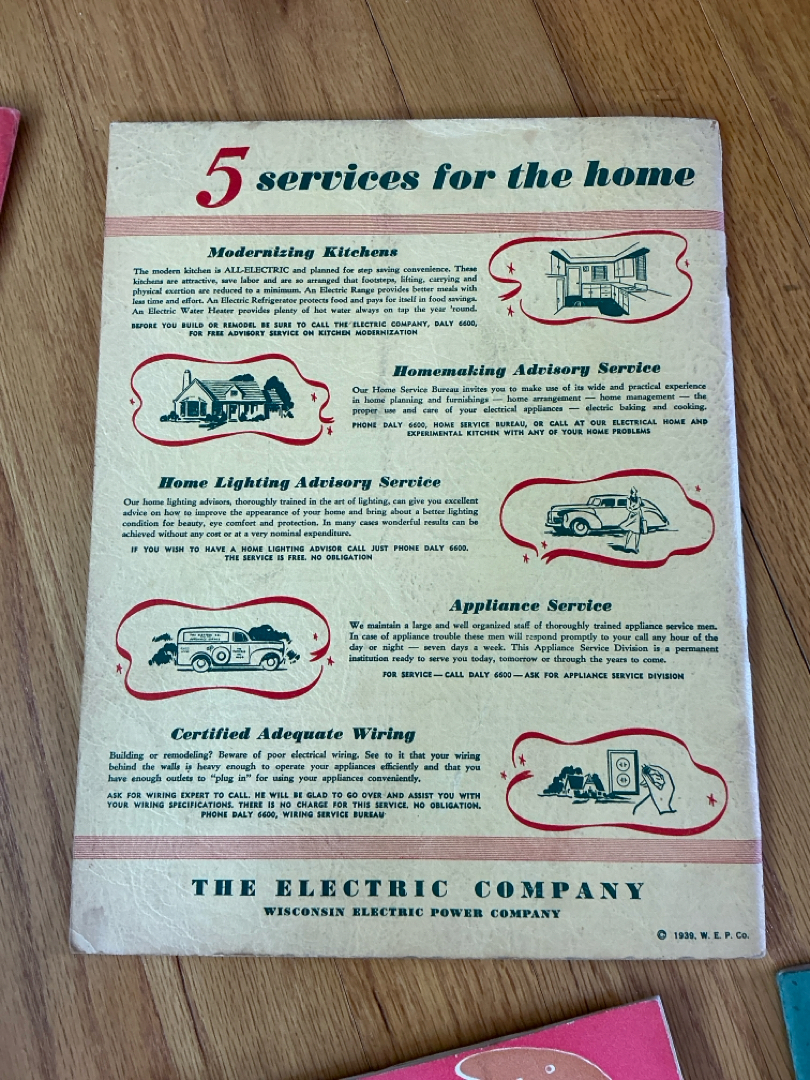 5 services for the home
Modernizing Kitchens
The modern kitchen is ALL-ELECTRIC and planned for step saving convenience. These
kitchens are attractive, save labor and are so arranged that footsteps, lifting, carrying and
physical exertion are reduced to a minimum. An Electric Range provides better meals with
less time and effort. An Electric Refrigerator protects food and pays for itself in food savings.
An Electric Water Heater provides plenty of hot water always on tap the year 'round.
BEFORE YOU BUILD OR REMODEL BE SURE TO CALL THE ELECTRIC COMPANY, DALY 6600,
FOR FREE ADVISORY SERVICE ON KITCHEN MODERNIZATION
Homemaking Advisory Service
Our Home Service Bureau invites you to make use of its wide and practical experience
in home planning and furnishings — home arrangement — home management — the
proper use and care of your electrical appliances — electric baking and cooking.
PHONE DALY 6600, HOME SERVICE BUREAU, OR CALL AT OUR ELECTRICAL HOME AND
EXPERIMENTAL KITCHEN WITH ANY OF YOUR HOME PROBLEMS
Home Lighting Advisory Service
Our home lighting advisors, thoroughly trained in the art of lighting, can give you excellent
advice on how to improve the appearance of your home and bring about a better lighting
condition for beauty, eye comfort and protection. In many cases wonderful results can be
achieved without any cost or at a very nominal expenditure.
IF YOU WISH TO HAVE A HOME LIGHTING ADVISOR CALL JUST PHONE DALY 6600.
THE SERVICE IS FREE. NO OBLIGATION
Appliance Service
We maintain a large and well organized staff of thoroughly trained appliance service men.
In case of appliance trouble these men will respond promptly to your call any hour of the
day or night — seven days a week. This Appliance Service Division is a permanent
institution ready to serve you today, tomorrow or through the years to come.
FOR SERVICE — CALL DALY 6600 — ASK FOR APPLIANCE SERVICE DIVISION
Certified Adequate Wiring
Building or remodeling? Beware of poor electrical wiring. See to it that your wiring
behind the walls is heavy enough to operate your appliances efficiently and that you
have enough outlets to "plug in" for using your appliances conveniently.
ASK FOR WIRING EXPERT TO CALL. HE WILL BE GLAD TO GO OVER AND ASSIST YOU WITH
YOUR WIRING SPECIFICATIONS. THERE IS NO CHARGE FOR THIS SERVICE. NO OBLIGATION.
PHONE DALY 6600, WIRING SERVICE BUREAU
THE ELECTRIC COMPANY
WISCONSIN ELECTRIC POWER COMPANY
© 1939, W. E. P. Co.